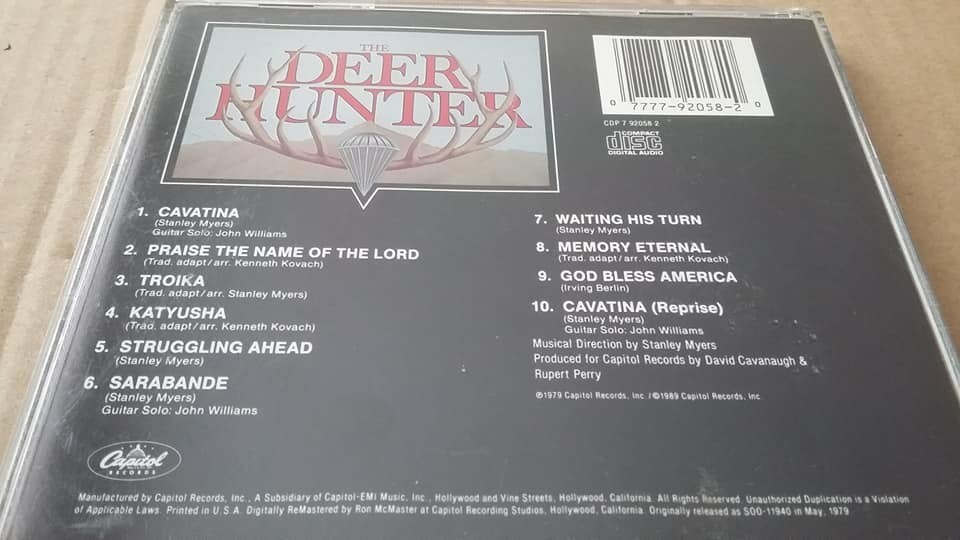 THE
DEER
HUNTER
0 7777-92058-2 0
CDP 7 92058 2
COMPACT
disc
DIGITAL AUDIO
1. CAVATINA
(Stanley Myers)
Guitar Solo: John Williams
2. PRAISE THE NAME OF THE LORD
(Trad. adapt/arr. Kenneth Kovach)
3. TROIKA
(Trad. adapt/arr. Stanley Myers)
4. KATYUSHA
(Trad. adapt/arr. Kenneth Kovach)
5. STRUGGLING AHEAD
(Stanley Myers)
6. SARABANDE
(Stanley Myers)
Guitar Solo: John Williams
7. WAITING HIS TURN
(Stanley Myers)
8. MEMORY ETERNAL
(Trad. adapt/arr. Kenneth Kovach)
9. GOD BLESS AMERICA
(Irving Berlin)
10. CAVATINA (Reprise)
(Stanley Myers)
Guitar Solo: John Williams
Musical Direction by Stanley Myers
Produced for Capitol Records by David Cavanaugh &
Rupert Perry
℗1979 Capitol Records, Inc./©1989 Capitol Records, Inc.
Capitol
RECORDS
Manufactured by Capitol Records, Inc., A Subsidiary of Capitol-EMI Music, Inc., Hollywood and Vine Streets, Hollywood, California. All Rights Reserved. Unauthorized Duplication is a Violation
of Applicable Laws. Printed in U.S.A. Digitally ReMastered by Ron McMaster at Capitol Recording Studios, Hollywood, California. Originally released as SOO-11940 in May, 1979